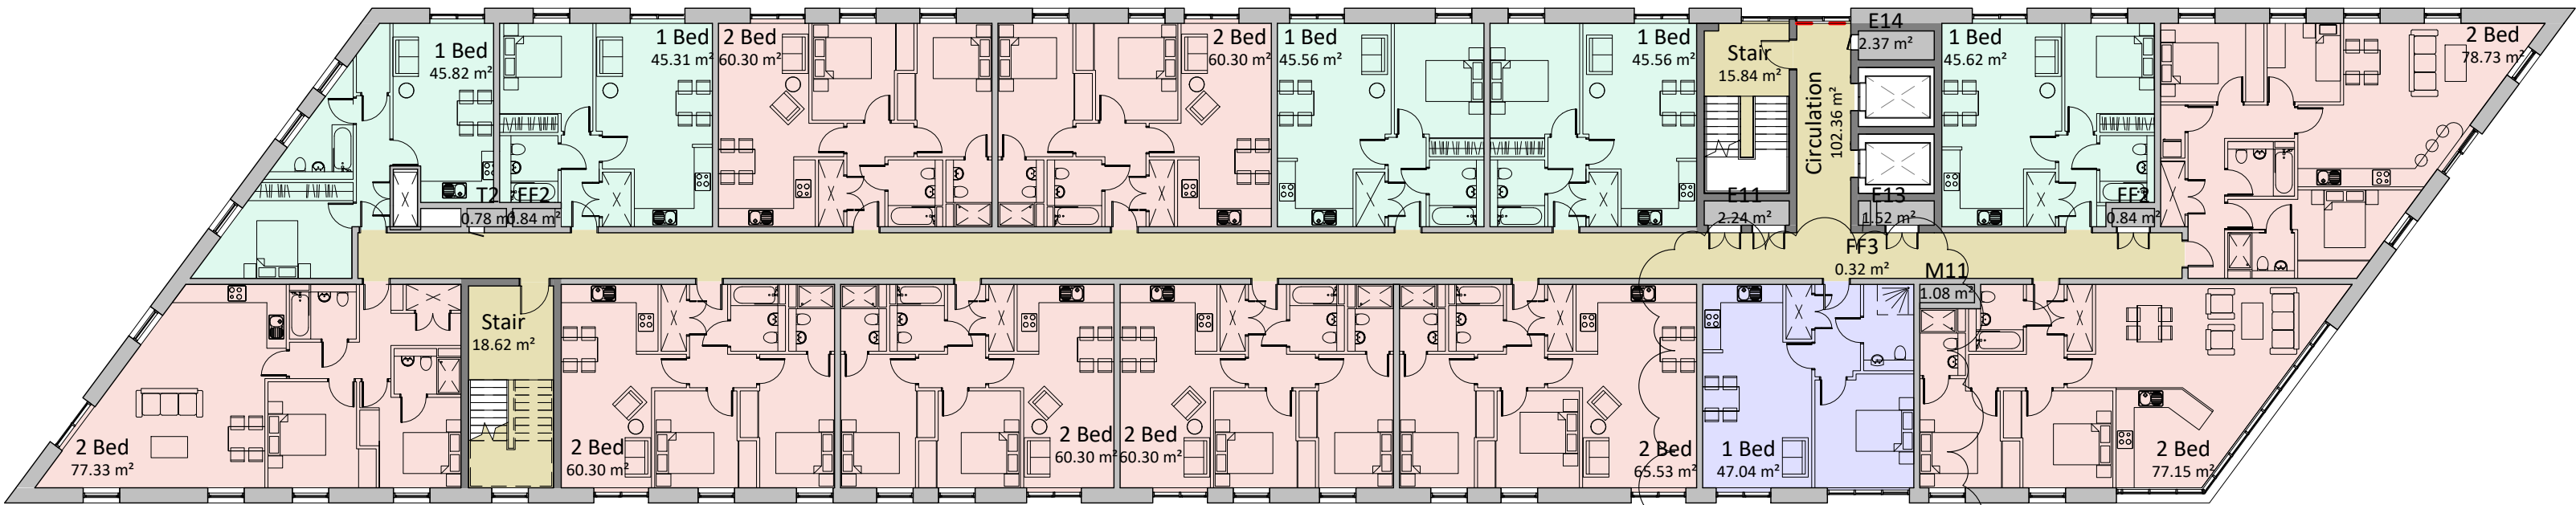 1 Bed
45.82 m²
1 Bed
45.31 m²
2 Bed
60.30 m²
2 Bed
60.30 m²
1 Bed
45.56 m²
1 Bed
45.56 m²
Stair
15.84 m²
Circulation
102.36 m²
E14
2.37 m²
1 Bed
45.62 m²
2 Bed
78.73 m²
T2
0.78 m²
FF2
0.84 m²
E11
2.24 m²
E13
1.52 m²
FF2
0.84 m²
FF3
0.32 m²
M11
1.08 m²
Stair
18.62 m²
2 Bed
77.33 m²
2 Bed
60.30 m²
2 Bed
60.30 m²
2 Bed
60.30 m²
2 Bed
65.53 m²
1 Bed
47.04 m²
2 Bed
77.15 m²